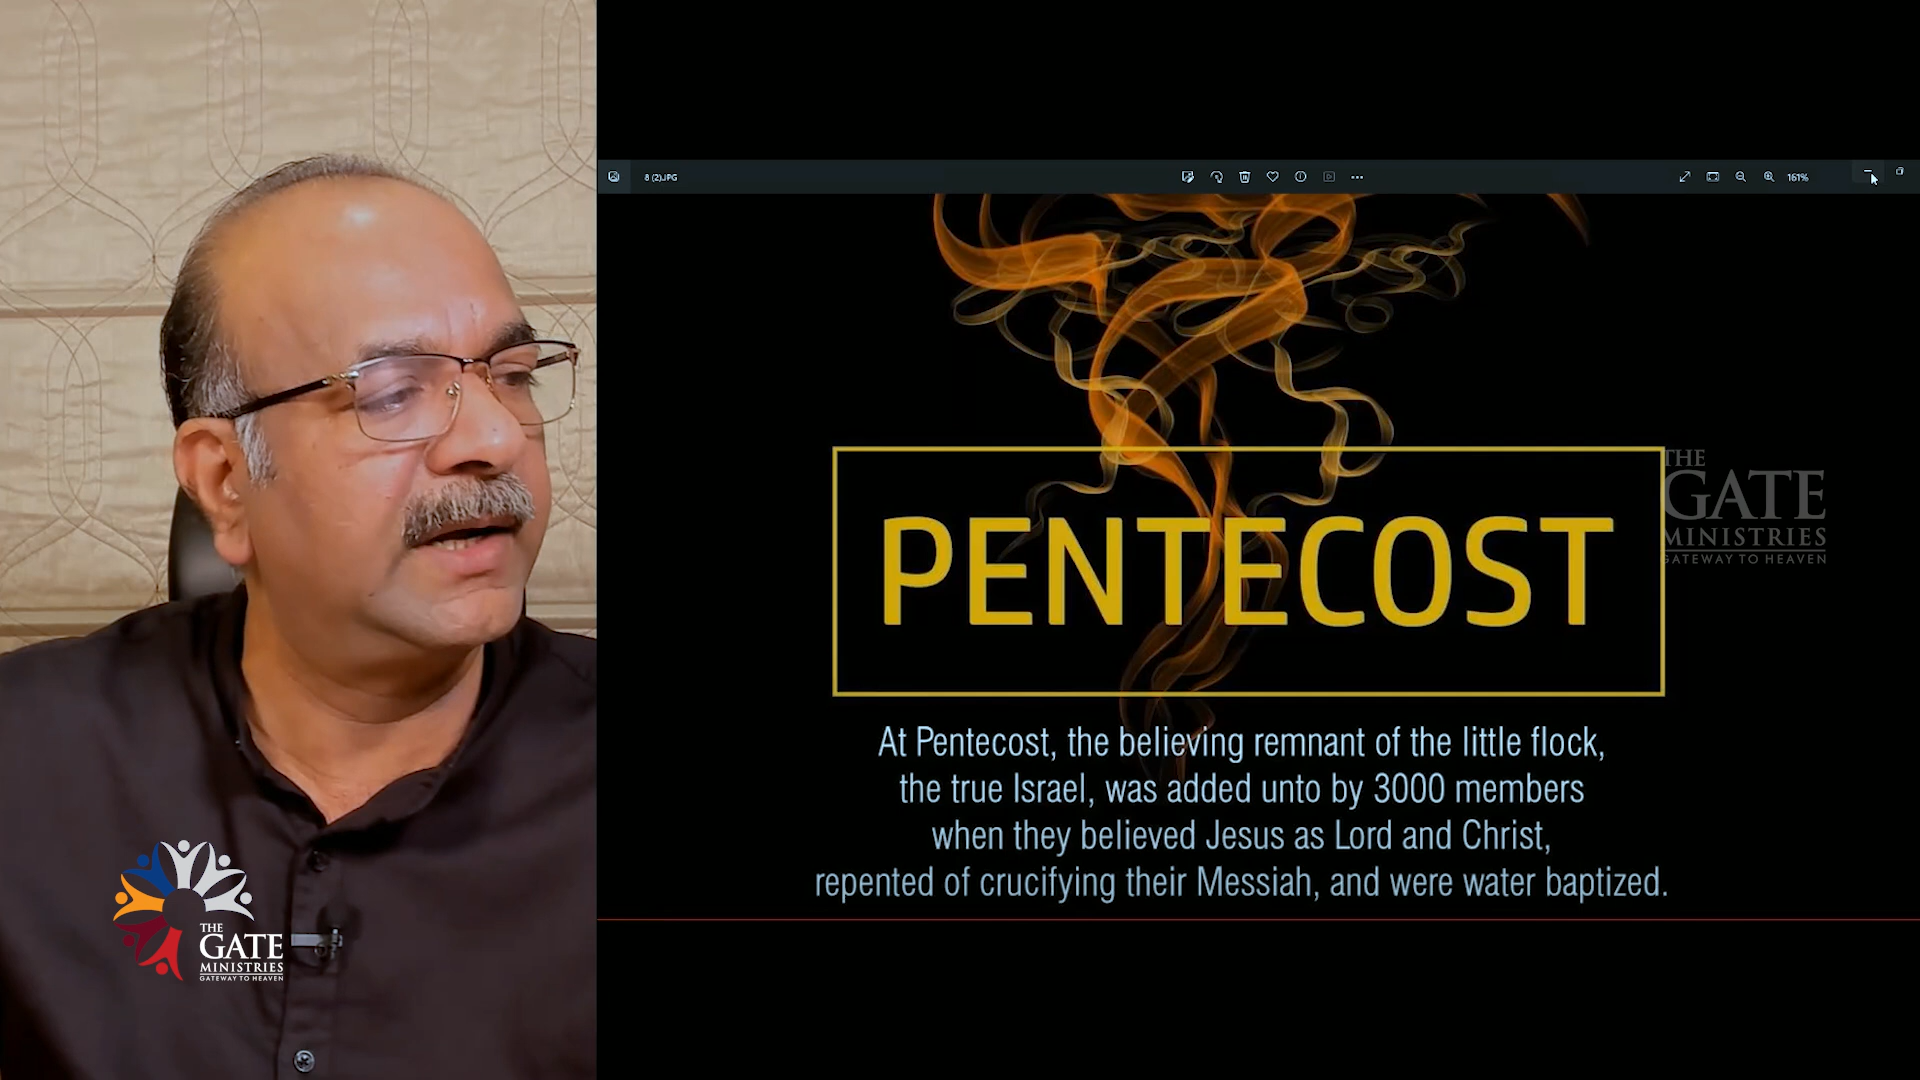 8 (2).JPG
161%
PENTECOST
THE
GATE
MINISTRIES
GATEWAY TO HEAVEN
At Pentecost, the believing remnant of the little flock,
the true Israel, was added unto by 3000 members
when they believed Jesus as Lord and Christ,
repented of crucifying their Messiah, and were water baptized.
THE
GATE
MINISTRIES
GATEWAY TO HEAVEN